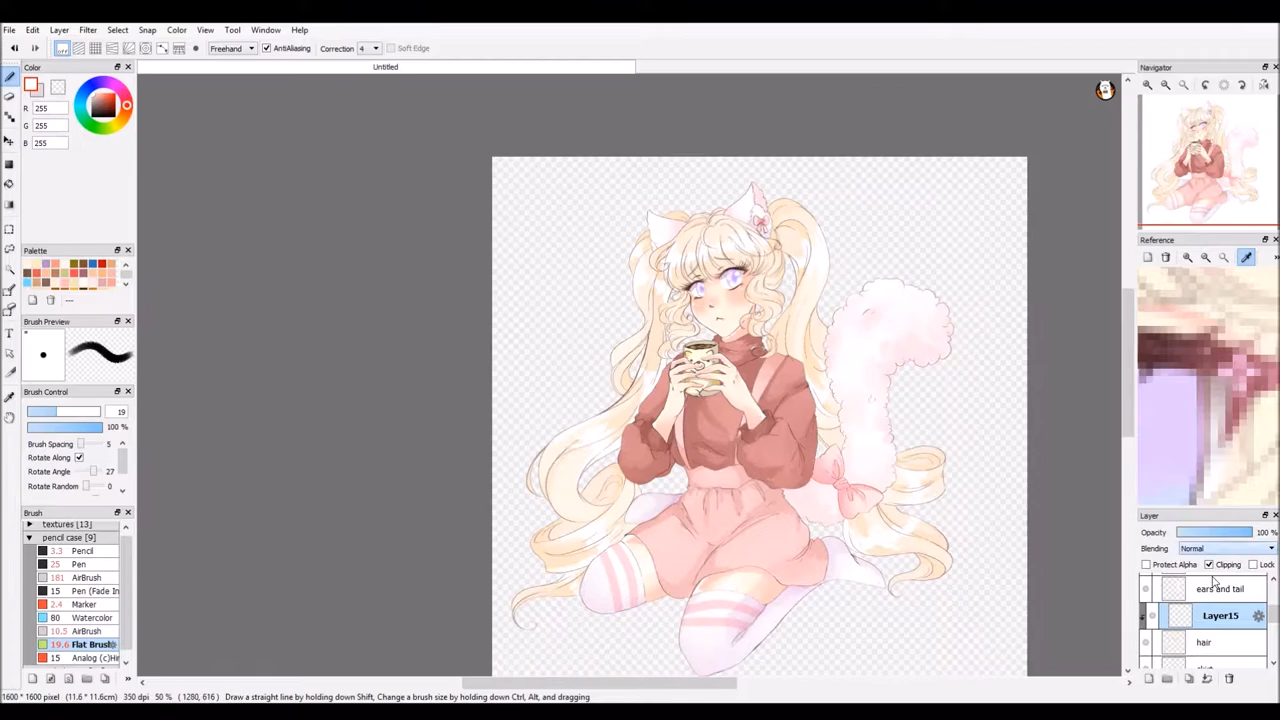 File Edit Layer Filter Select Snap Color View Tool Window Help
off Freehand AntiAliasing Correction 4 Soft Edge
Color
Untitled
Navigator
R 255
G 255
B 255
Palette
---
Reference
Brush Preview
Brush Control
19
100 %
Brush Spacing 5
Rotate Along
Rotate Angle 27
Rotate Random 0
Brush
textures [13]
pencil case [9]
3.3 Pencil
25 Pen
181 AirBrush
15 Pen (Fade In
2.4 Marker
80 Watercolor
10.5 AirBrush
19.6 Flat Brush
15 Analog (c)Hir
Layer
Opacity 100 %
Blending Normal
Protect Alpha Clipping Lock
ears and tail
Layer15
hair
1600 * 1600 pixel (11.6 * 11.6cm) 350 dpi 50 % ( 1280, 616 ) Draw a straight line by holding down Shift, Change a brush size by holding down Ctrl, Alt, and dragging